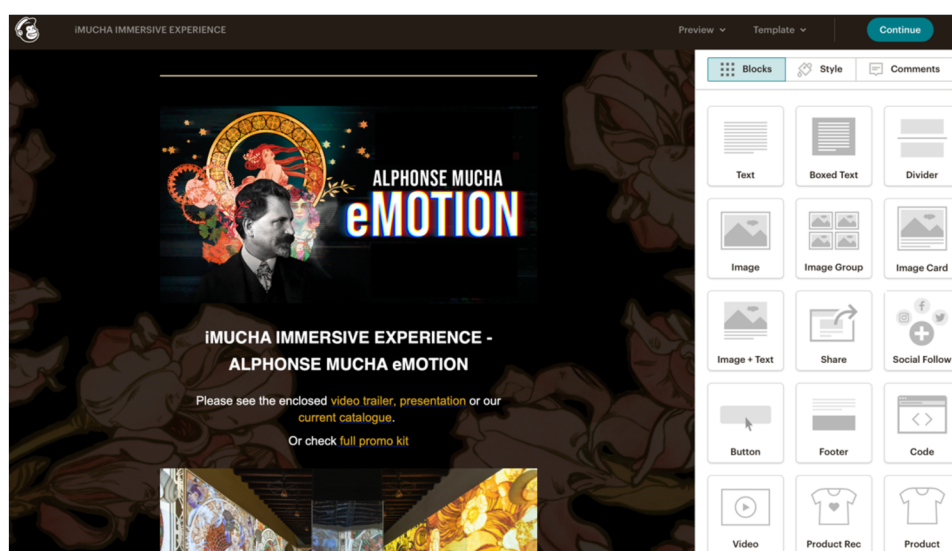 iMUCHA IMMERSIVE EXPERIENCE
Preview
Template
Continue
ALPHONSE MUCHA
eMOTION
iMUCHA IMMERSIVE EXPERIENCE -
ALPHONSE MUCHA eMOTION
Please see the enclosed video trailer, presentation or our
current catalogue.
Or check full promo kit
Blocks
Style
Comments
Text
Boxed Text
Divider
Image
Image Group
Image Card
Image + Text
Share
Social Follow
Button
Footer
Code
Video
Product Rec
Product